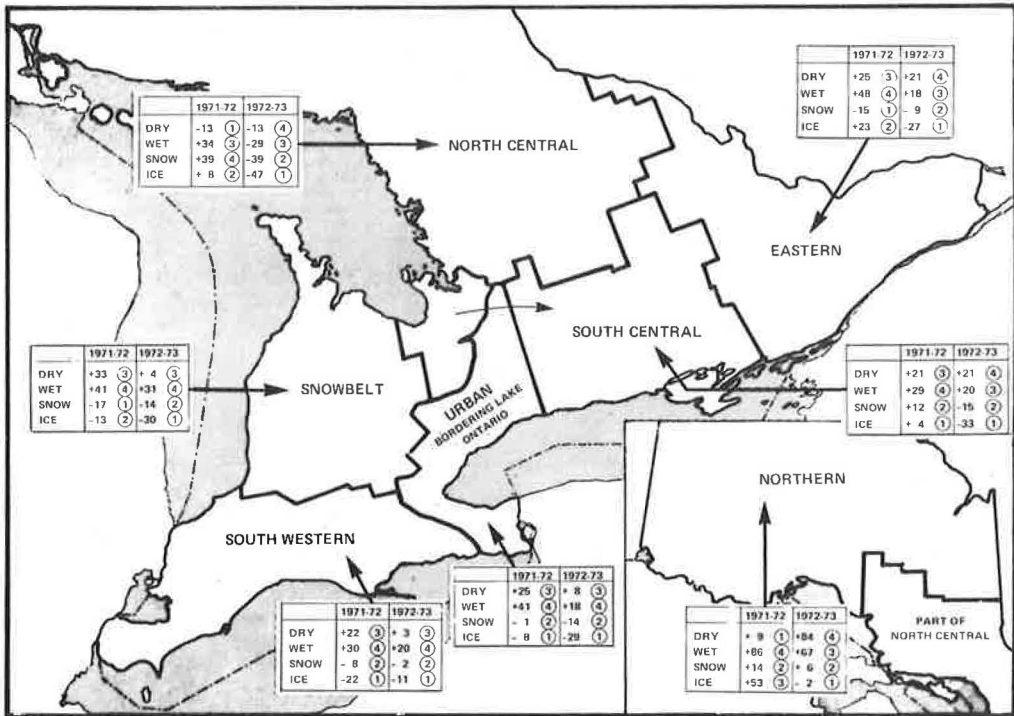 1971-72 1972-73
DRY +25 ③ +21 ④
WET +48 ④ +18 ③
SNOW -15 ① - 9 ②
ICE +23 ② -27 ①
1971-72 1972-73
DRY -13 ① -13 ④
WET +34 ③ -29 ③
SNOW +39 ④ -39 ②
ICE + 8 ② -47 ①
NORTH CENTRAL
EASTERN
SOUTH CENTRAL
1971-72 1972-73
DRY +33 ③ + 4 ③
WET +41 ④ +31 ④
SNOW -17 ① -14 ②
ICE -13 ② -30 ①
SNOWBELT
URBAN
BORDERING LAKE
ONTARIO
1971-72 1972-73
DRY +21 ③ +21 ④
WET +29 ④ +20 ③
SNOW +12 ② -15 ②
ICE + 4 ① -33 ①
NORTHERN
SOUTH WESTERN
1971-72 1972-73
DRY +25 ③ + 8 ③
WET +41 ④ +18 ④
SNOW - 1 ② -14 ②
ICE - 8 ① -29 ①
1971-72 1972-73
DRY +22 ③ + 3 ③
WET +30 ④ +20 ④
SNOW - 8 ② - 2 ②
ICE -22 ① -11 ①
1971-72 1972-73
DRY + 9 ① +84 ④
WET +86 ④ +67 ③
SNOW +14 ② + 6 ②
ICE +53 ③ - 2 ①
PART OF
NORTH CENTRAL